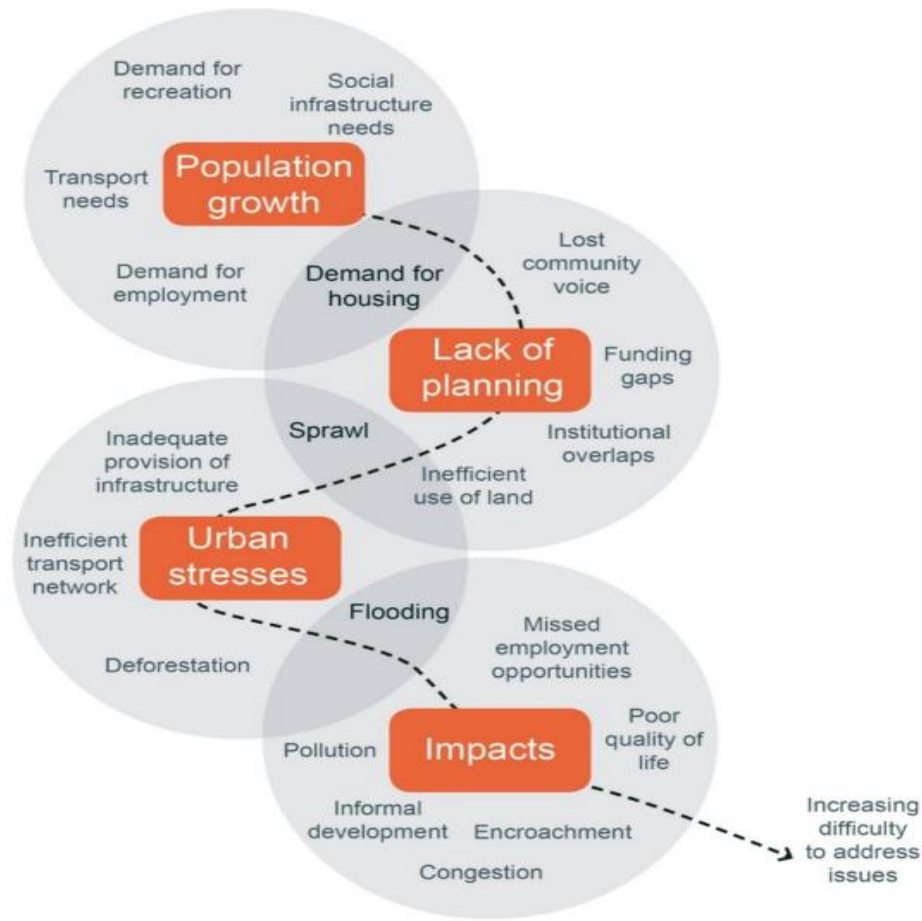 Demand for
recreation
Social
infrastructure
needs
Population
growth
Transport
needs
Demand for
employment
Demand for
housing
Lost
community
voice
Lack of
planning
Funding
gaps
Institutional
overlaps
Inefficient
use of land
Sprawl
Inadequate
provision of
infrastructure
Urban
stresses
Inefficient
transport
network
Deforestation
Flooding
Missed
employment
opportunities
Impacts
Poor
quality of
life
Pollution
Informal
development
Encroachment
Congestion
Increasing
difficulty
to address
issues